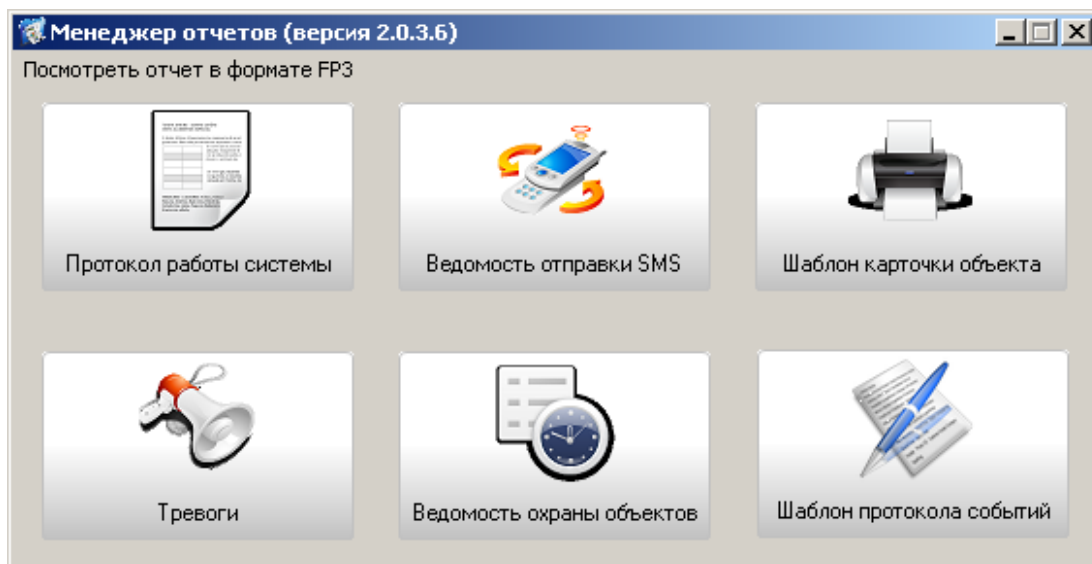 Менеджер отчетов (версия 2.0.3.6)
Посмотреть отчет в формате FP3
Протокол работы системы
Ведомость отправки SMS
Шаблон карточки объекта
Тревоги
Ведомость охраны объектов
Шаблон протокола событий